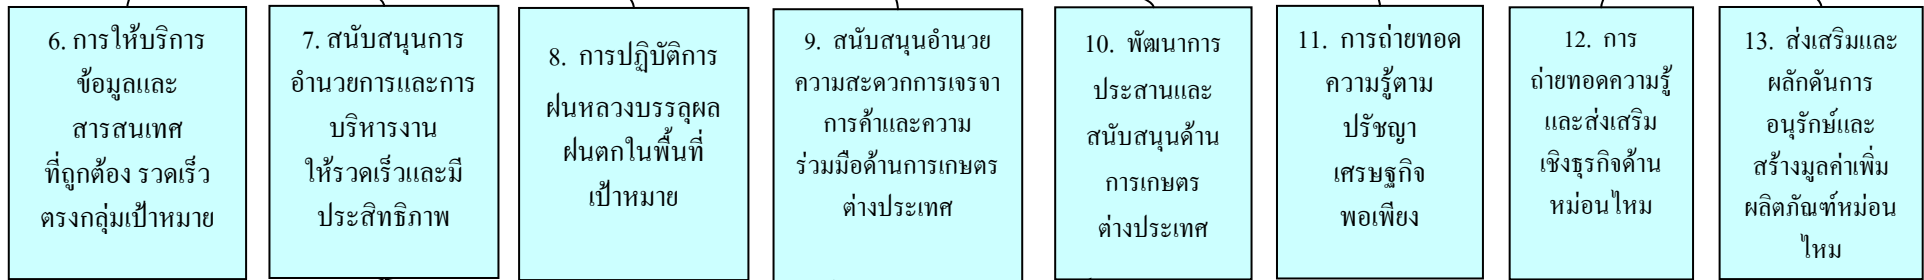 6. การให้บริการ
ข้อมูลและ
สารสนเทศ
ที่ถูกต้อง รวดเร็ว
ตรงกลุ่มเป้าหมาย
7. สนับสนุนการ
อำนวยการและการ
บริหารงาน
ให้รวดเร็วและมี
ประสิทธิภาพ
8. การปฏิบัติการ
ฝนหลวงบรรลุผล
ฝนตกในพื้นที่
เป้าหมาย
9. สนับสนุนอำนวย
ความสะดวกการเจรจา
การค้าและความ
ร่วมมือด้านการเกษตร
ต่างประเทศ
10. พัฒนาการ
ประสานและ
สนับสนุนด้าน
การเกษตร
ต่างประเทศ
11. การถ่ายทอด
ความรู้ตาม
ปรัชญา
เศรษฐกิจ
พอเพียง
12. การ
ถ่ายทอดความรู้
และส่งเสริม
เชิงธุรกิจด้าน
หม่อนไหม
13. ส่งเสริมและ
ผลักดันการ
อนุรักษ์และ
สร้างมูลค่าเพิ่ม
ผลิตภัณฑ์หม่อน
ไหม